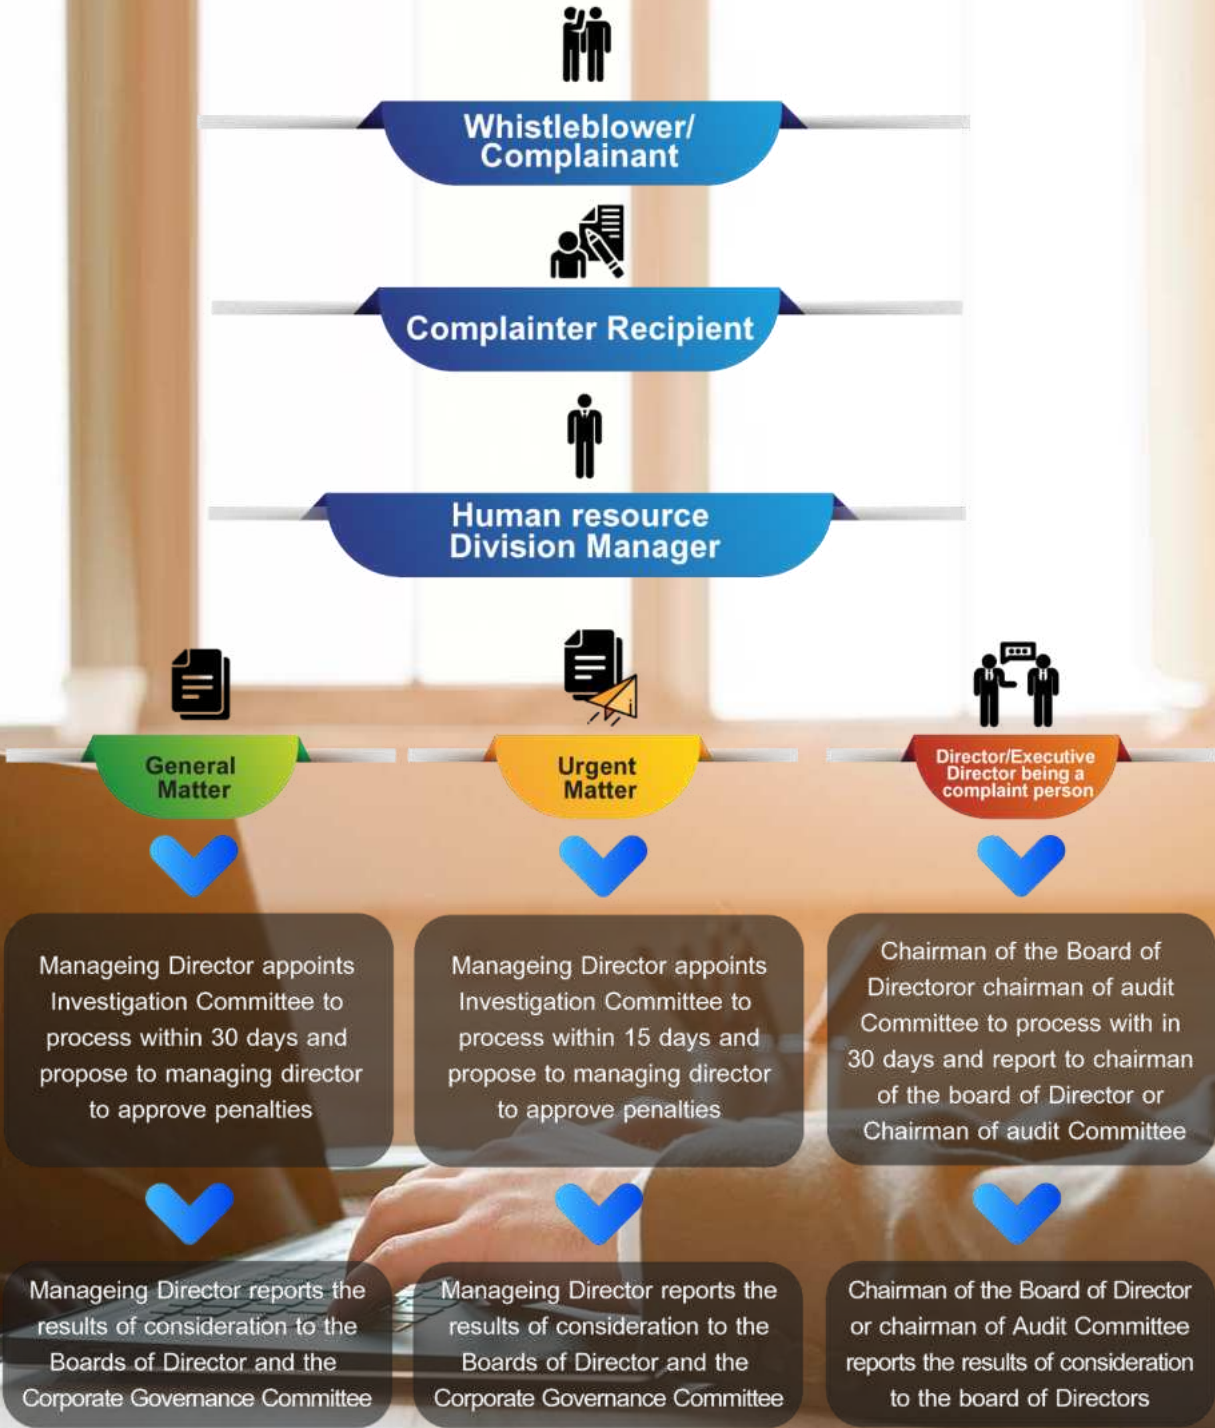 Whistleblower/
Complainant
Complainter Recipient
Human resource
Division Manager
General
Matter
Urgent
Matter
Director/Executive
Director being a
complaint person
Manageing Director appoints
Investigation Committee to
process within 30 days and
propose to managing director
to approve penalties
Manageing Director appoints
Investigation Committee to
process within 15 days and
propose to managing director
to approve penalties
Chairman of the Board of
Directoror chairman of audit
Committee to process with in
30 days and report to chairman
of the board of Director or
Chairman of audit Committee
Manageing Director reports the
results of consideration to the
Boards of Director and the
Corporate Governance Committee
Manageing Director reports the
results of consideration to the
Boards of Director and the
Corporate Governance Committee
Chairman of the Board of Director
or chairman of Audit Committee
reports the results of consideration
to the board of Directors